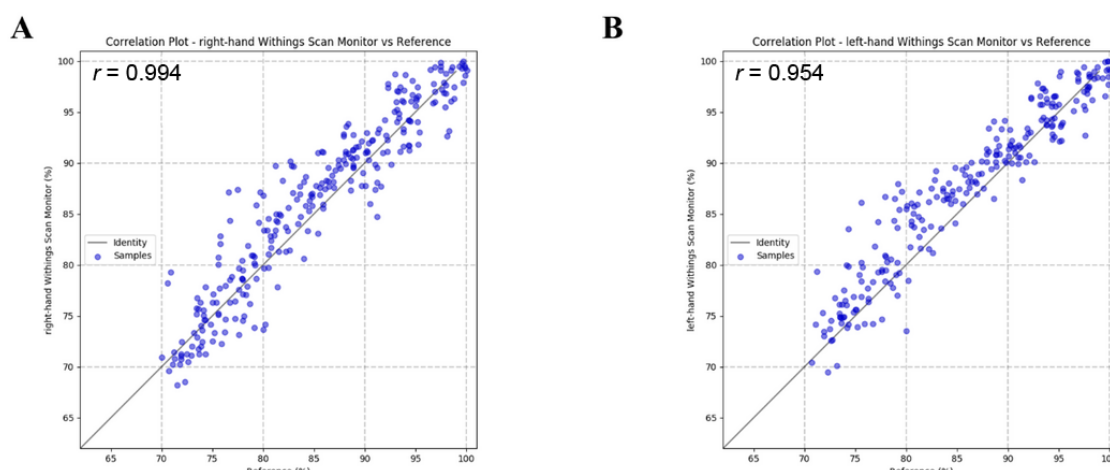 A
Correlation Plot - right-hand Withings Scan Monitor vs Reference
r = 0.994
100
95
90
85
80
75
70
65
right-hand Withings Scan Monitor (%)
Identity
Samples
65 70 75 80 85 90 95 100
Reference (%)
B
Correlation Plot - left-hand Withings Scan Monitor vs Reference
r = 0.954
100
95
90
85
80
75
70
65
left-hand Withings Scan Monitor (%)
Identity
Samples
65 70 75 80 85 90 95
Reference (%)